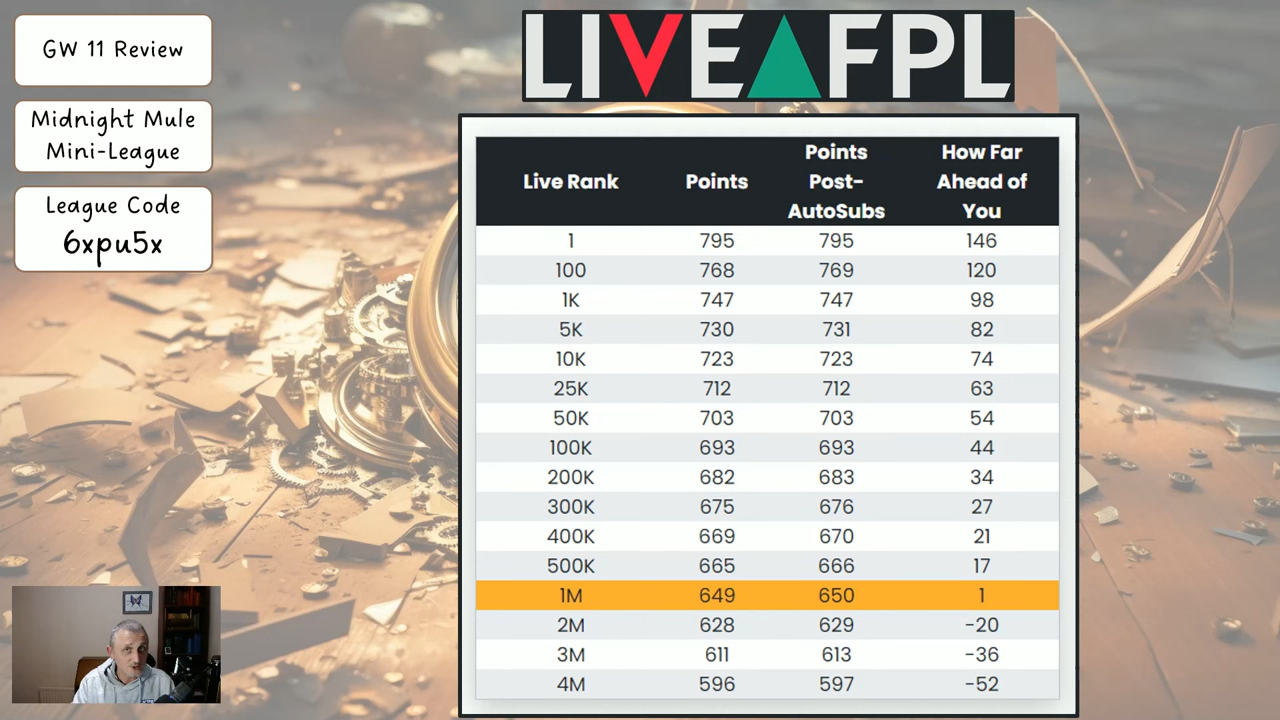 GW 11 Review
Midnight Mule
Mini-League
League Code
6xpu5x
LIVEFPL
Live Rank Points Points Post-AutoSubs How Far Ahead of You
1 795 795 146
100 768 769 120
1K 747 747 98
5K 730 731 82
10K 723 723 74
25K 712 712 63
50K 703 703 54
100K 693 693 44
200K 682 683 34
300K 675 676 27
400K 669 670 21
500K 665 666 17
1M 649 650 1
2M 628 629 -20
3M 611 613 -36
4M 596 597 -52